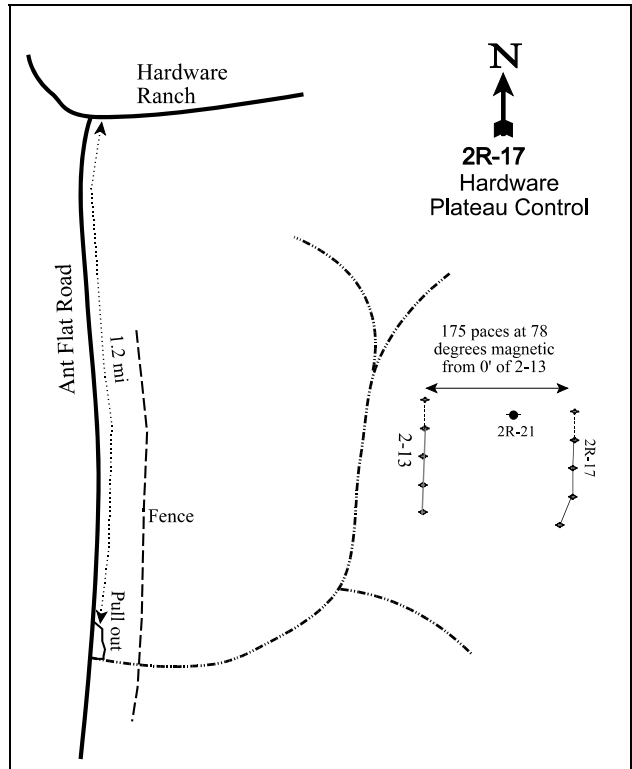 Hardware
Ranch
N
2R-17
Hardware
Plateau Control
Ant Flat Road
1.2 mi
175 paces at 78
degrees magnetic
from 0' of 2-13
2R-21
2-13
2R-17
Fence
Pull out